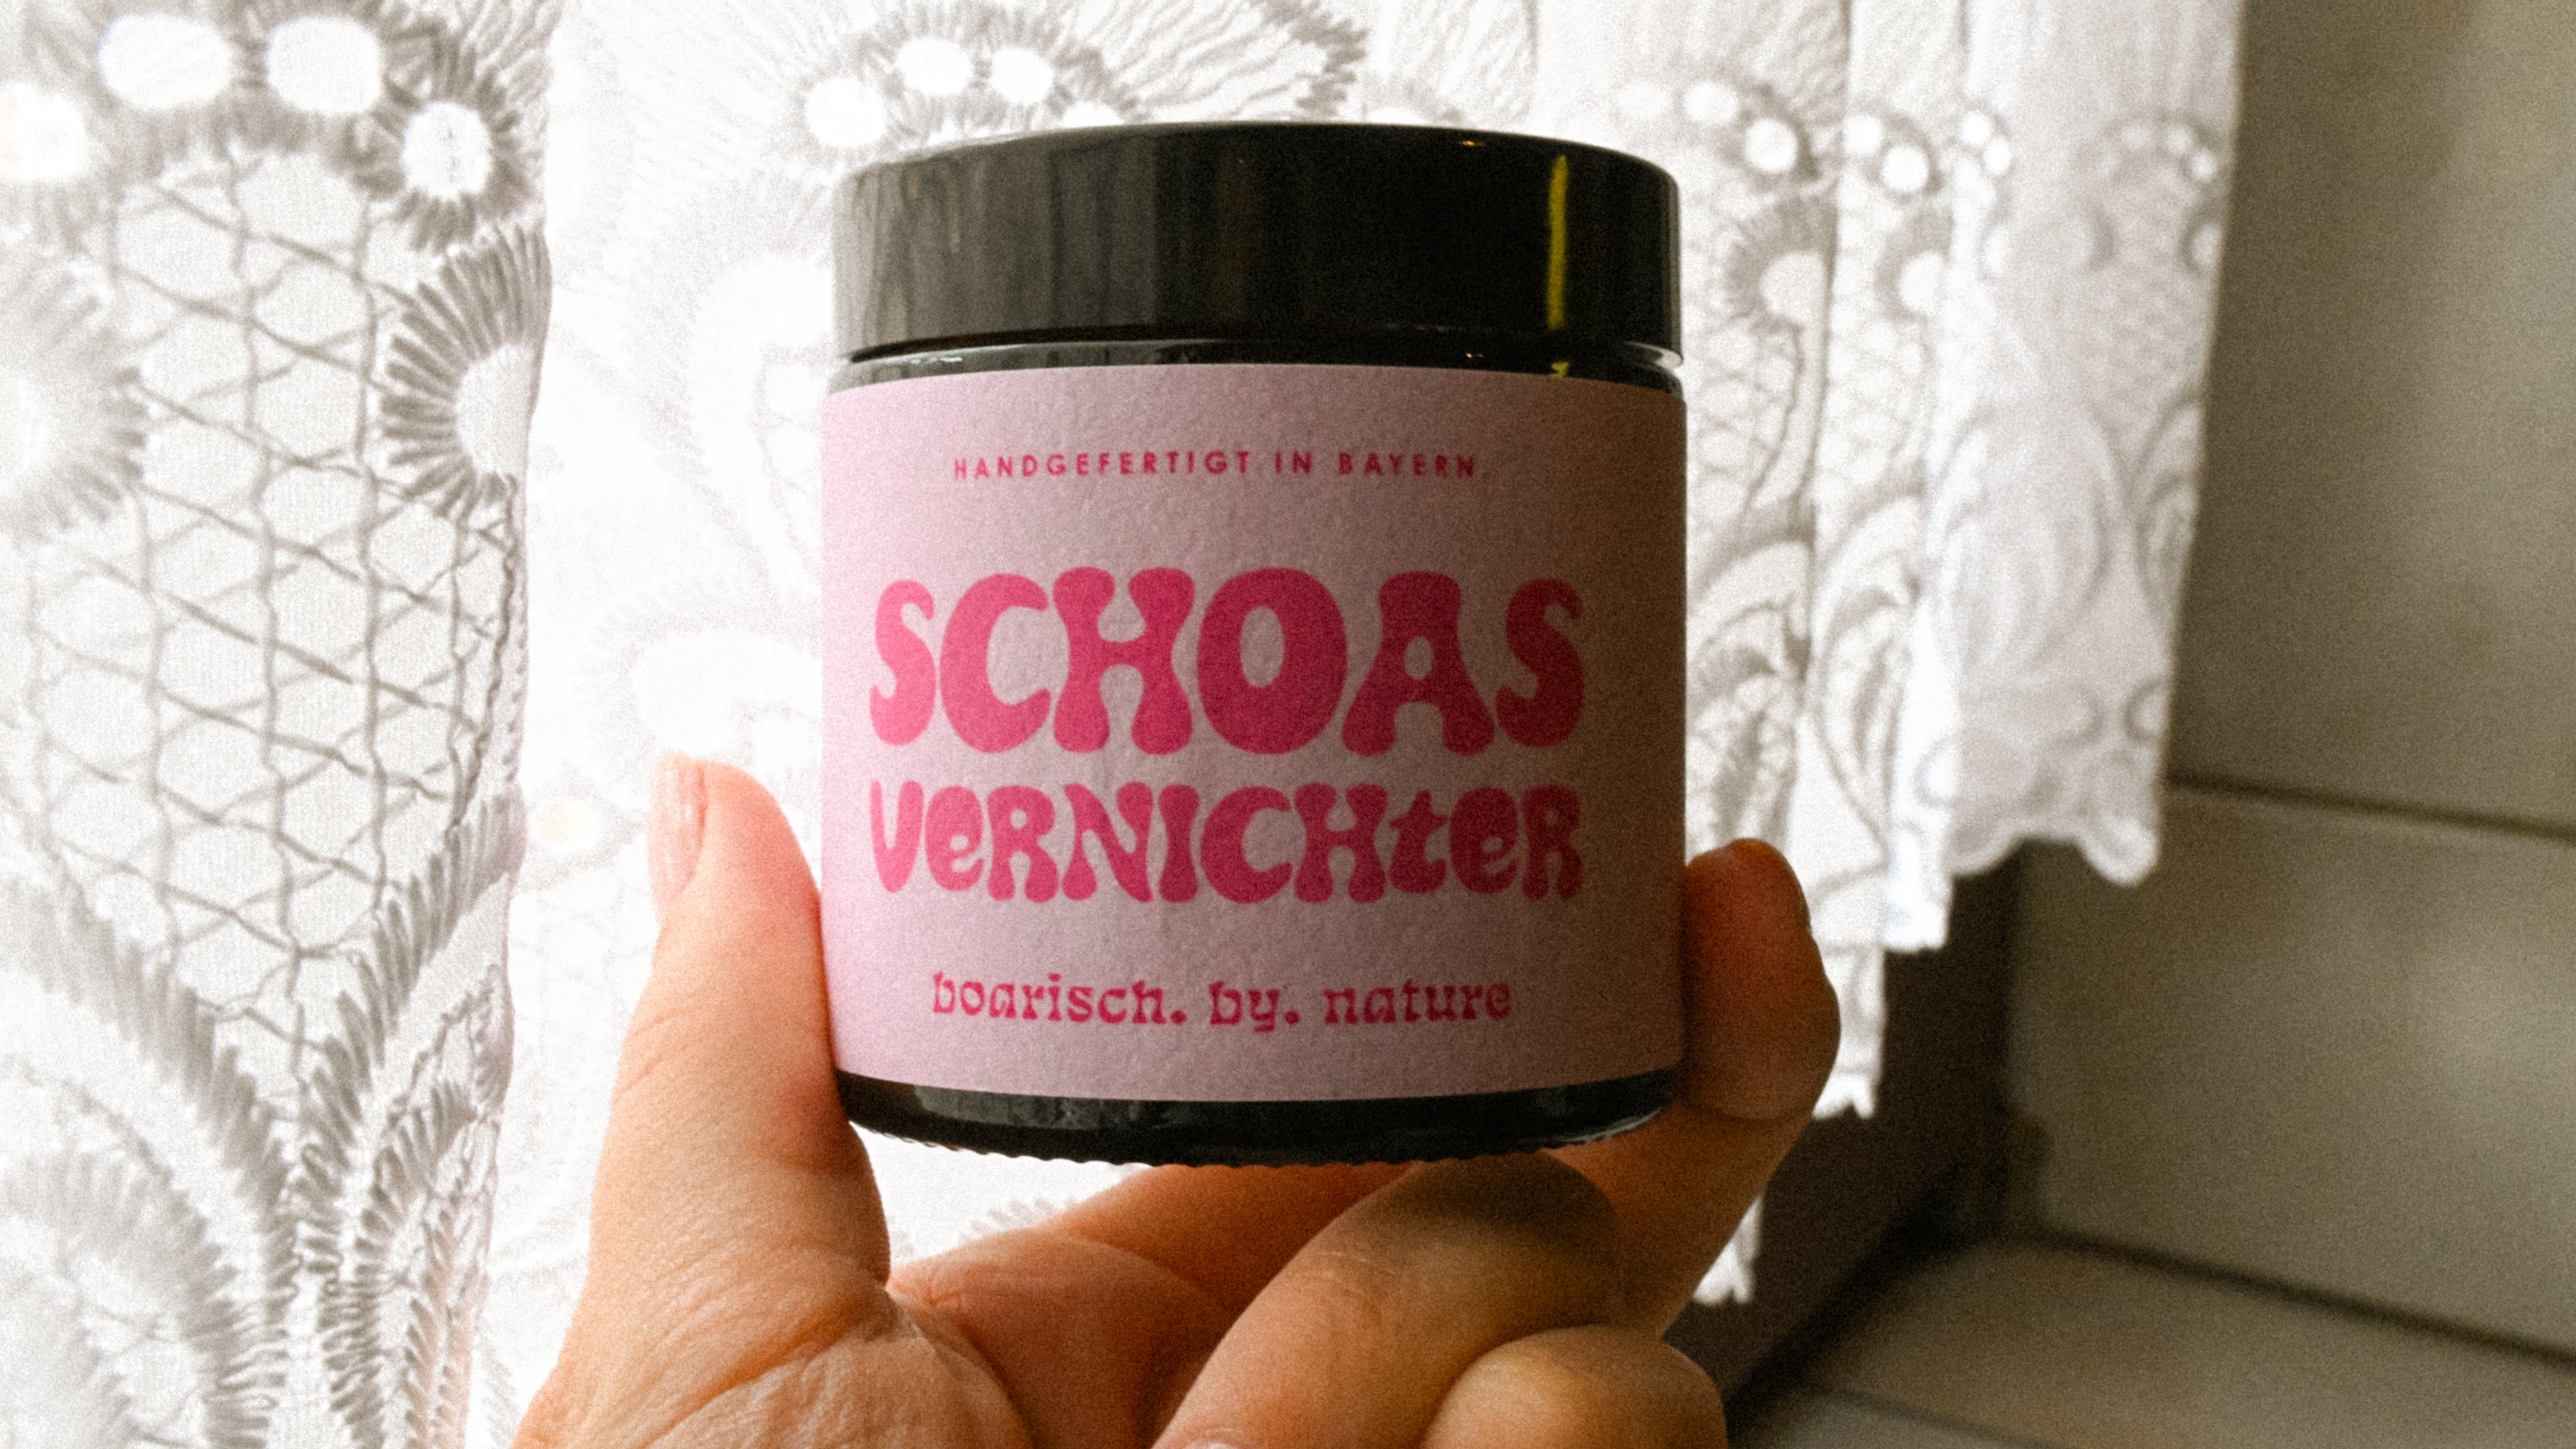 HANDGEFERTIGT IN BAYERN
SCHOAS
VeRNICHteR
boarisch. by. nature